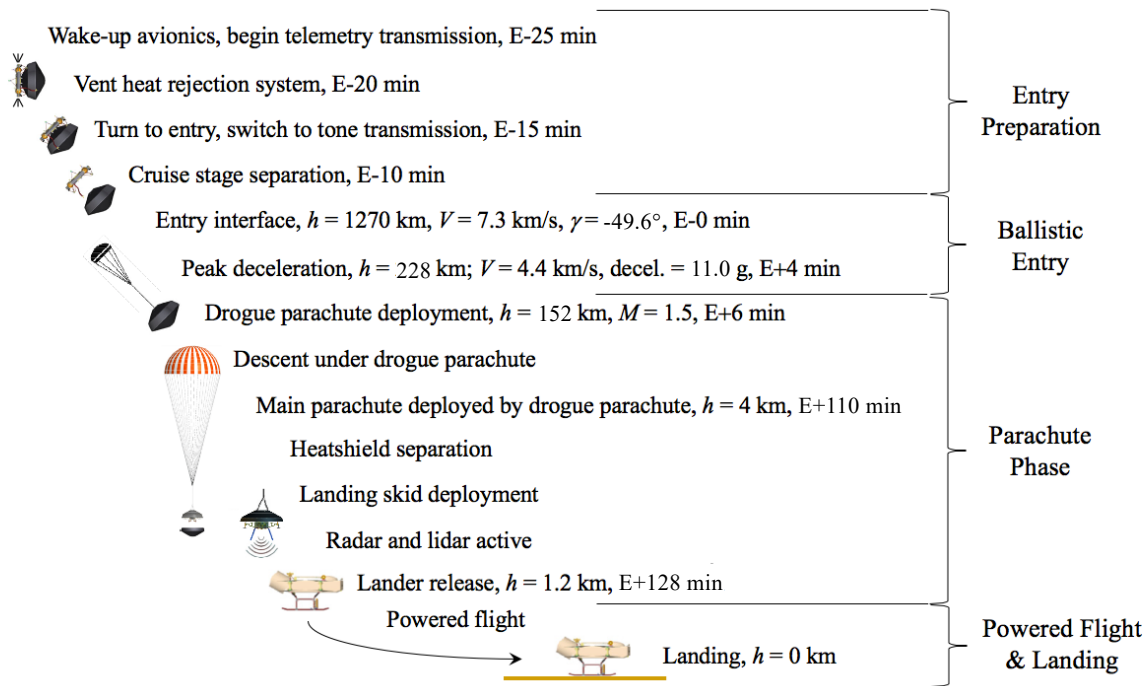 Wake-up avionics, begin telemetry transmission, E-25 min
Vent heat rejection system, E-20 min
Entry
Preparation
Turn to entry, switch to tone transmission, E-15 min
Cruise stage separation, E-10 min
Entry interface, h = 1270 km, V = 7.3 km/s, γ = -49.6°, E-0 min
Ballistic
Entry
Peak deceleration, h = 228 km; V = 4.4 km/s, decel. = 11.0 g, E+4 min
Drogue parachute deployment, h = 152 km, M = 1.5, E+6 min
Descent under drogue parachute
Main parachute deployed by drogue parachute, h = 4 km, E+110 min
Parachute
Phase
Heatshield separation
Landing skid deployment
Radar and lidar active
Lander release, h = 1.2 km, E+128 min
Powered flight
Powered Flight
& Landing
Landing, h = 0 km